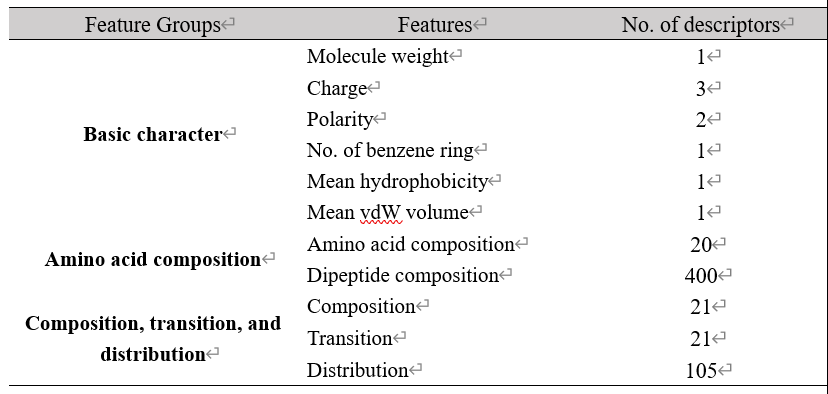 Feature Groups Features No. of descriptors
Molecule weight 1
Charge 3
Polarity 2
Basic character
No. of benzene ring 1
Mean hydrophobicity 1
Mean vdW volume 1
Amino acid composition 20
Amino acid composition
Dipeptide composition 400
Composition 21
Composition, transition, and
Transition 21
distribution
Distribution 105